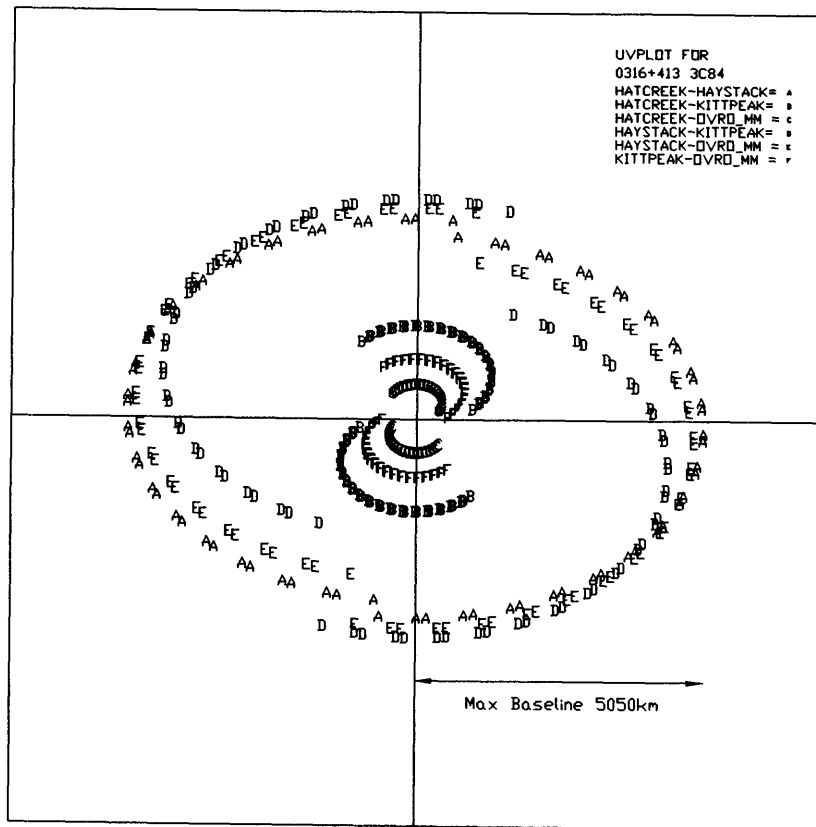 UVPLOT FOR
0316+413 3C84
HATCREEK-HAYSTACK= A
HATCREEK-KITTPEAK= B
HATCREEK-OVRO_MM = C
HAYSTACK-KITTPEAK= D
HAYSTACK-OVRO_MM = E
KITTPEAK-OVRO_MM = F
Max Baseline 5050km